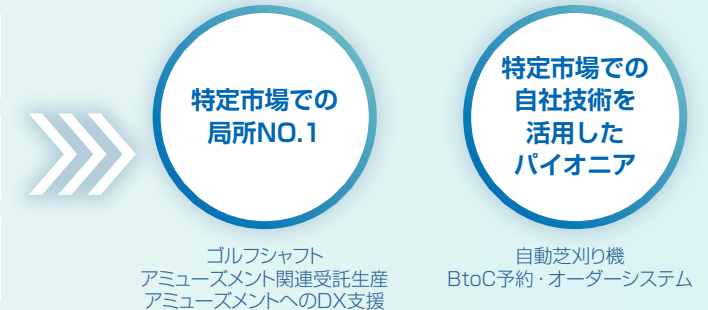 特定市場での
局所NO.1
ゴルフシャフト
アミューズメント関連受託生産
アミューズメントへのDX支援
特定市場での
自社技術を
活用した
パイオニア
自動芝刈り機
BtoC予約・オーダーシステム